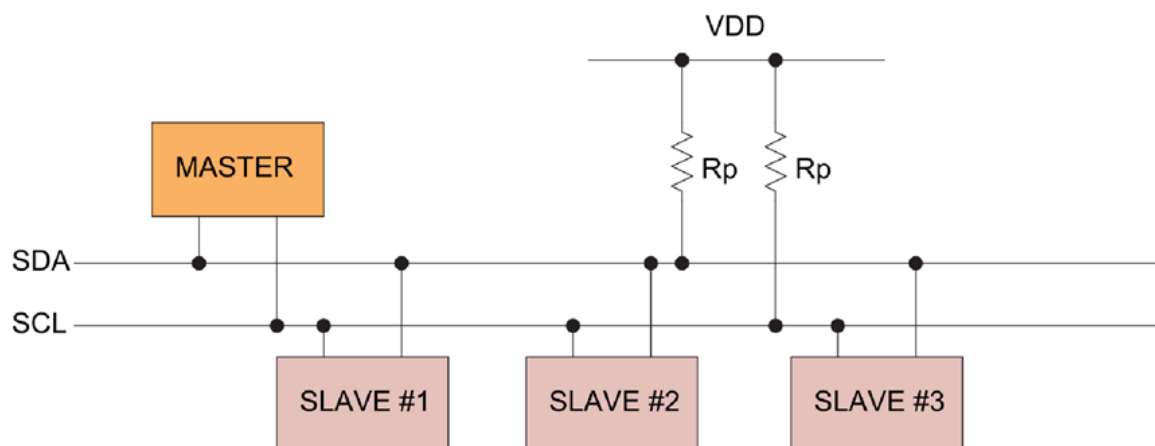 VDD
MASTER
Rp
Rp
SDA
SCL
SLAVE #1
SLAVE #2
SLAVE #3